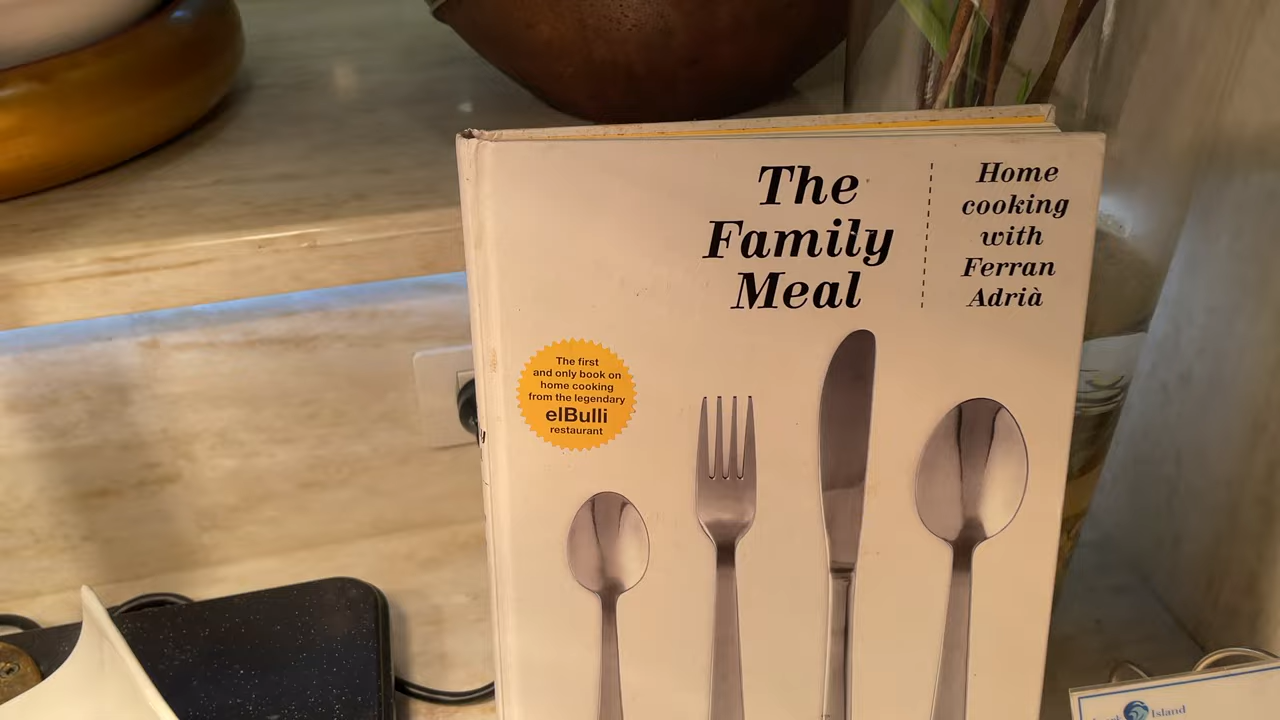 The
Family
Meal
Home
cooking
with
Ferran
Adrià
The first
and only book on
home cooking
from the legendary
elBulli
restaurant
Island